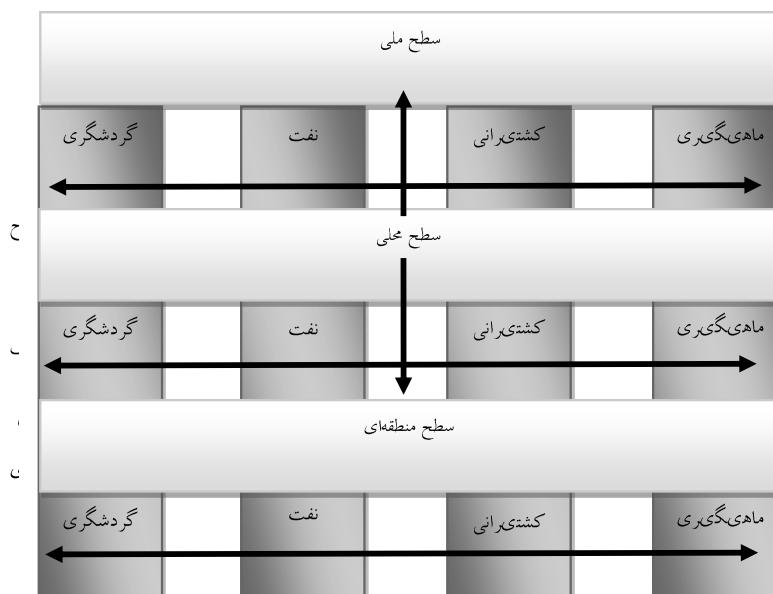 سطح ملی
ماهی‌گیری کشتی‌رانی نفت گردشگری
سطح محلی
ماهی‌گیری کشتی‌رانی نفت گردشگری
سطح منطقه‌ای
ماهی‌گیری کشتی‌رانی نفت گردشگری